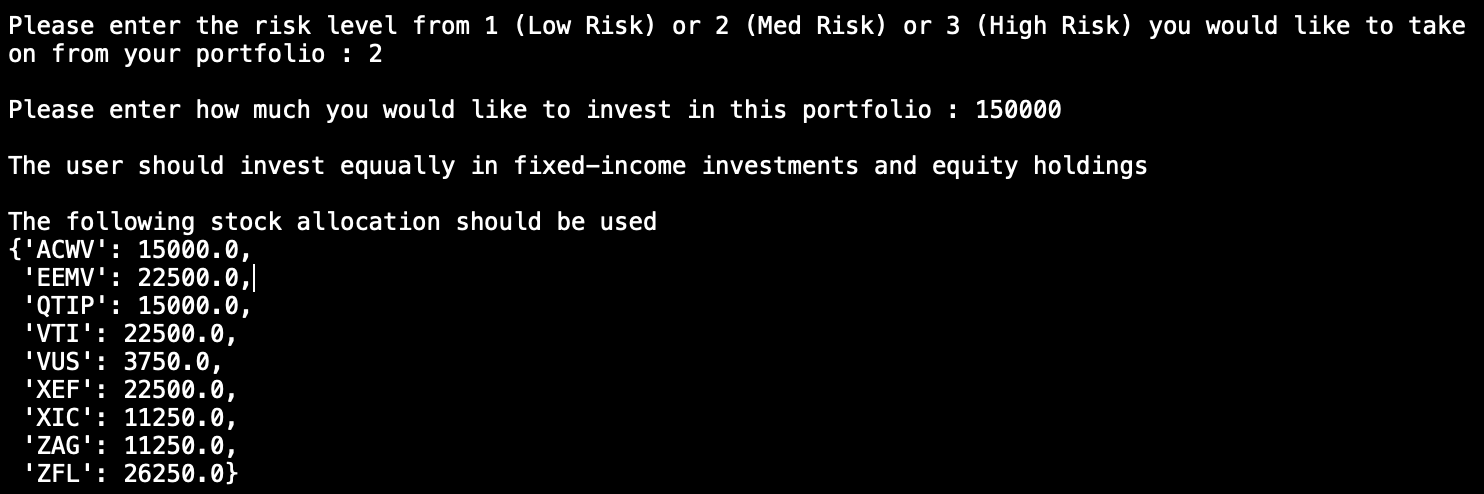 Please enter the risk level from 1 (Low Risk) or 2 (Med Risk) or 3 (High Risk) you would like to take
on from your portfolio : 2
Please enter how much you would like to invest in this portfolio : 150000
The user should invest equually in fixed-income investments and equity holdings
The following stock allocation should be used
{'ACWV': 15000.0,
'EEMV': 22500.0,
'QTIP': 15000.0,
'VTI': 22500.0,
'VUS': 3750.0,
'XEF': 22500.0,
'XIC': 11250.0,
'ZAG': 11250.0,
'ZFL': 26250.0}